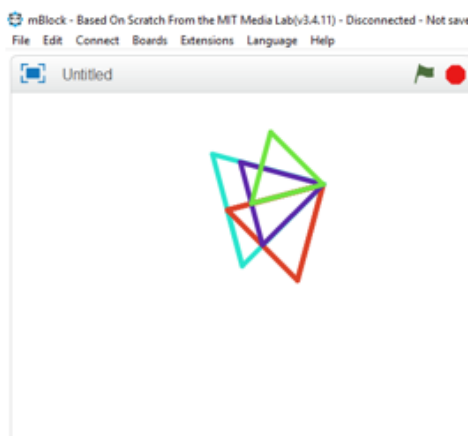 mBlock - Based On Scratch From the MIT Media Lab(v3.4.11) - Disconnected - Not save
File Edit Connect Boards Extensions Language Help
Untitled